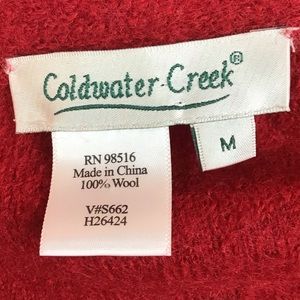 Coldwater Creek®
M
RN 98516
Made in China
100% Wool
V#S662
H26424